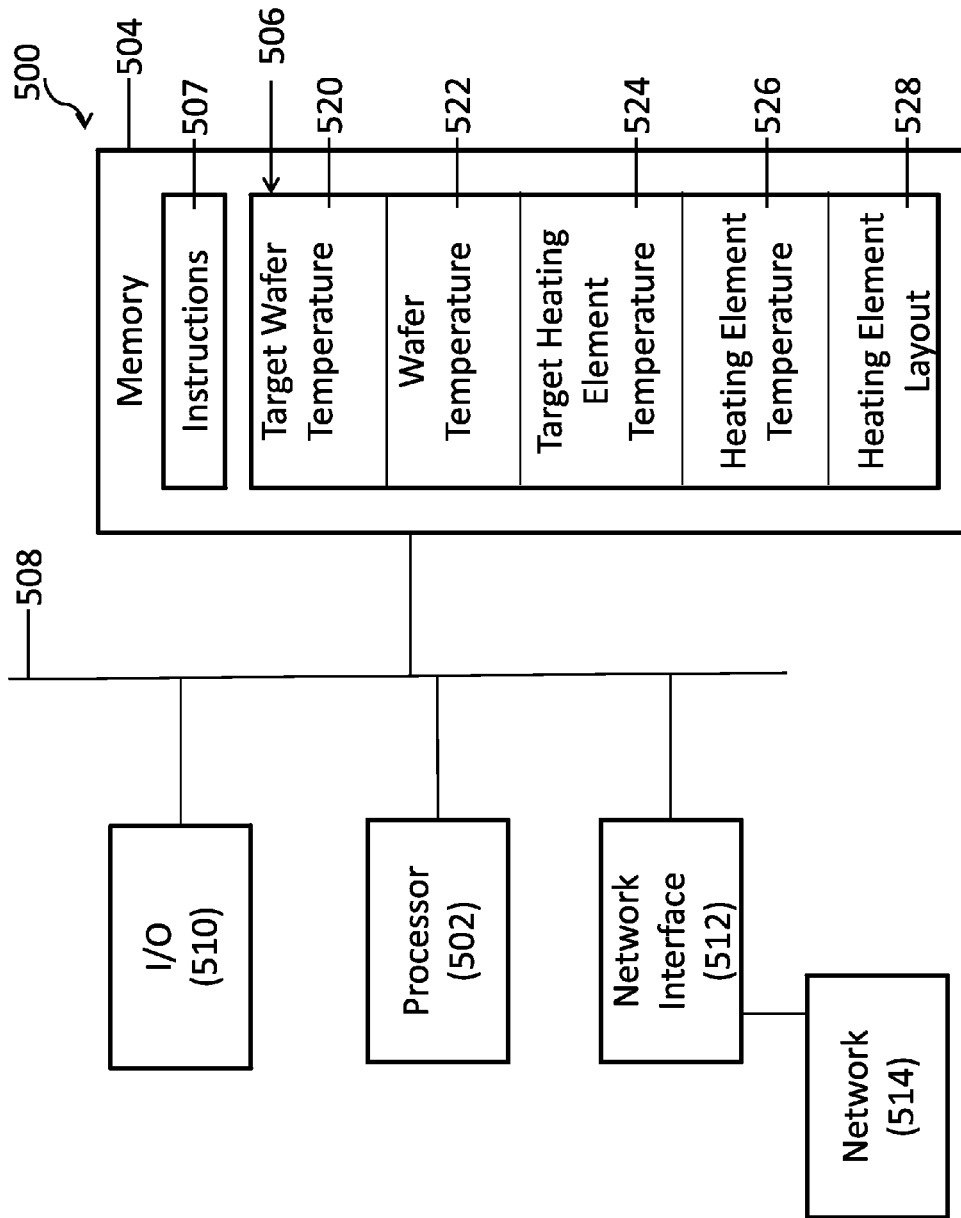 500
508
504
Memory
507
Instructions
506
Target Wafer
Temperature
520
Wafer
Temperature
522
Target Heating
Element
Temperature
524
Heating Element
Temperature
526
Heating Element
Layout
528
I/O
(510)
Processor
(502)
Network
Interface
(512)
Network
(514)